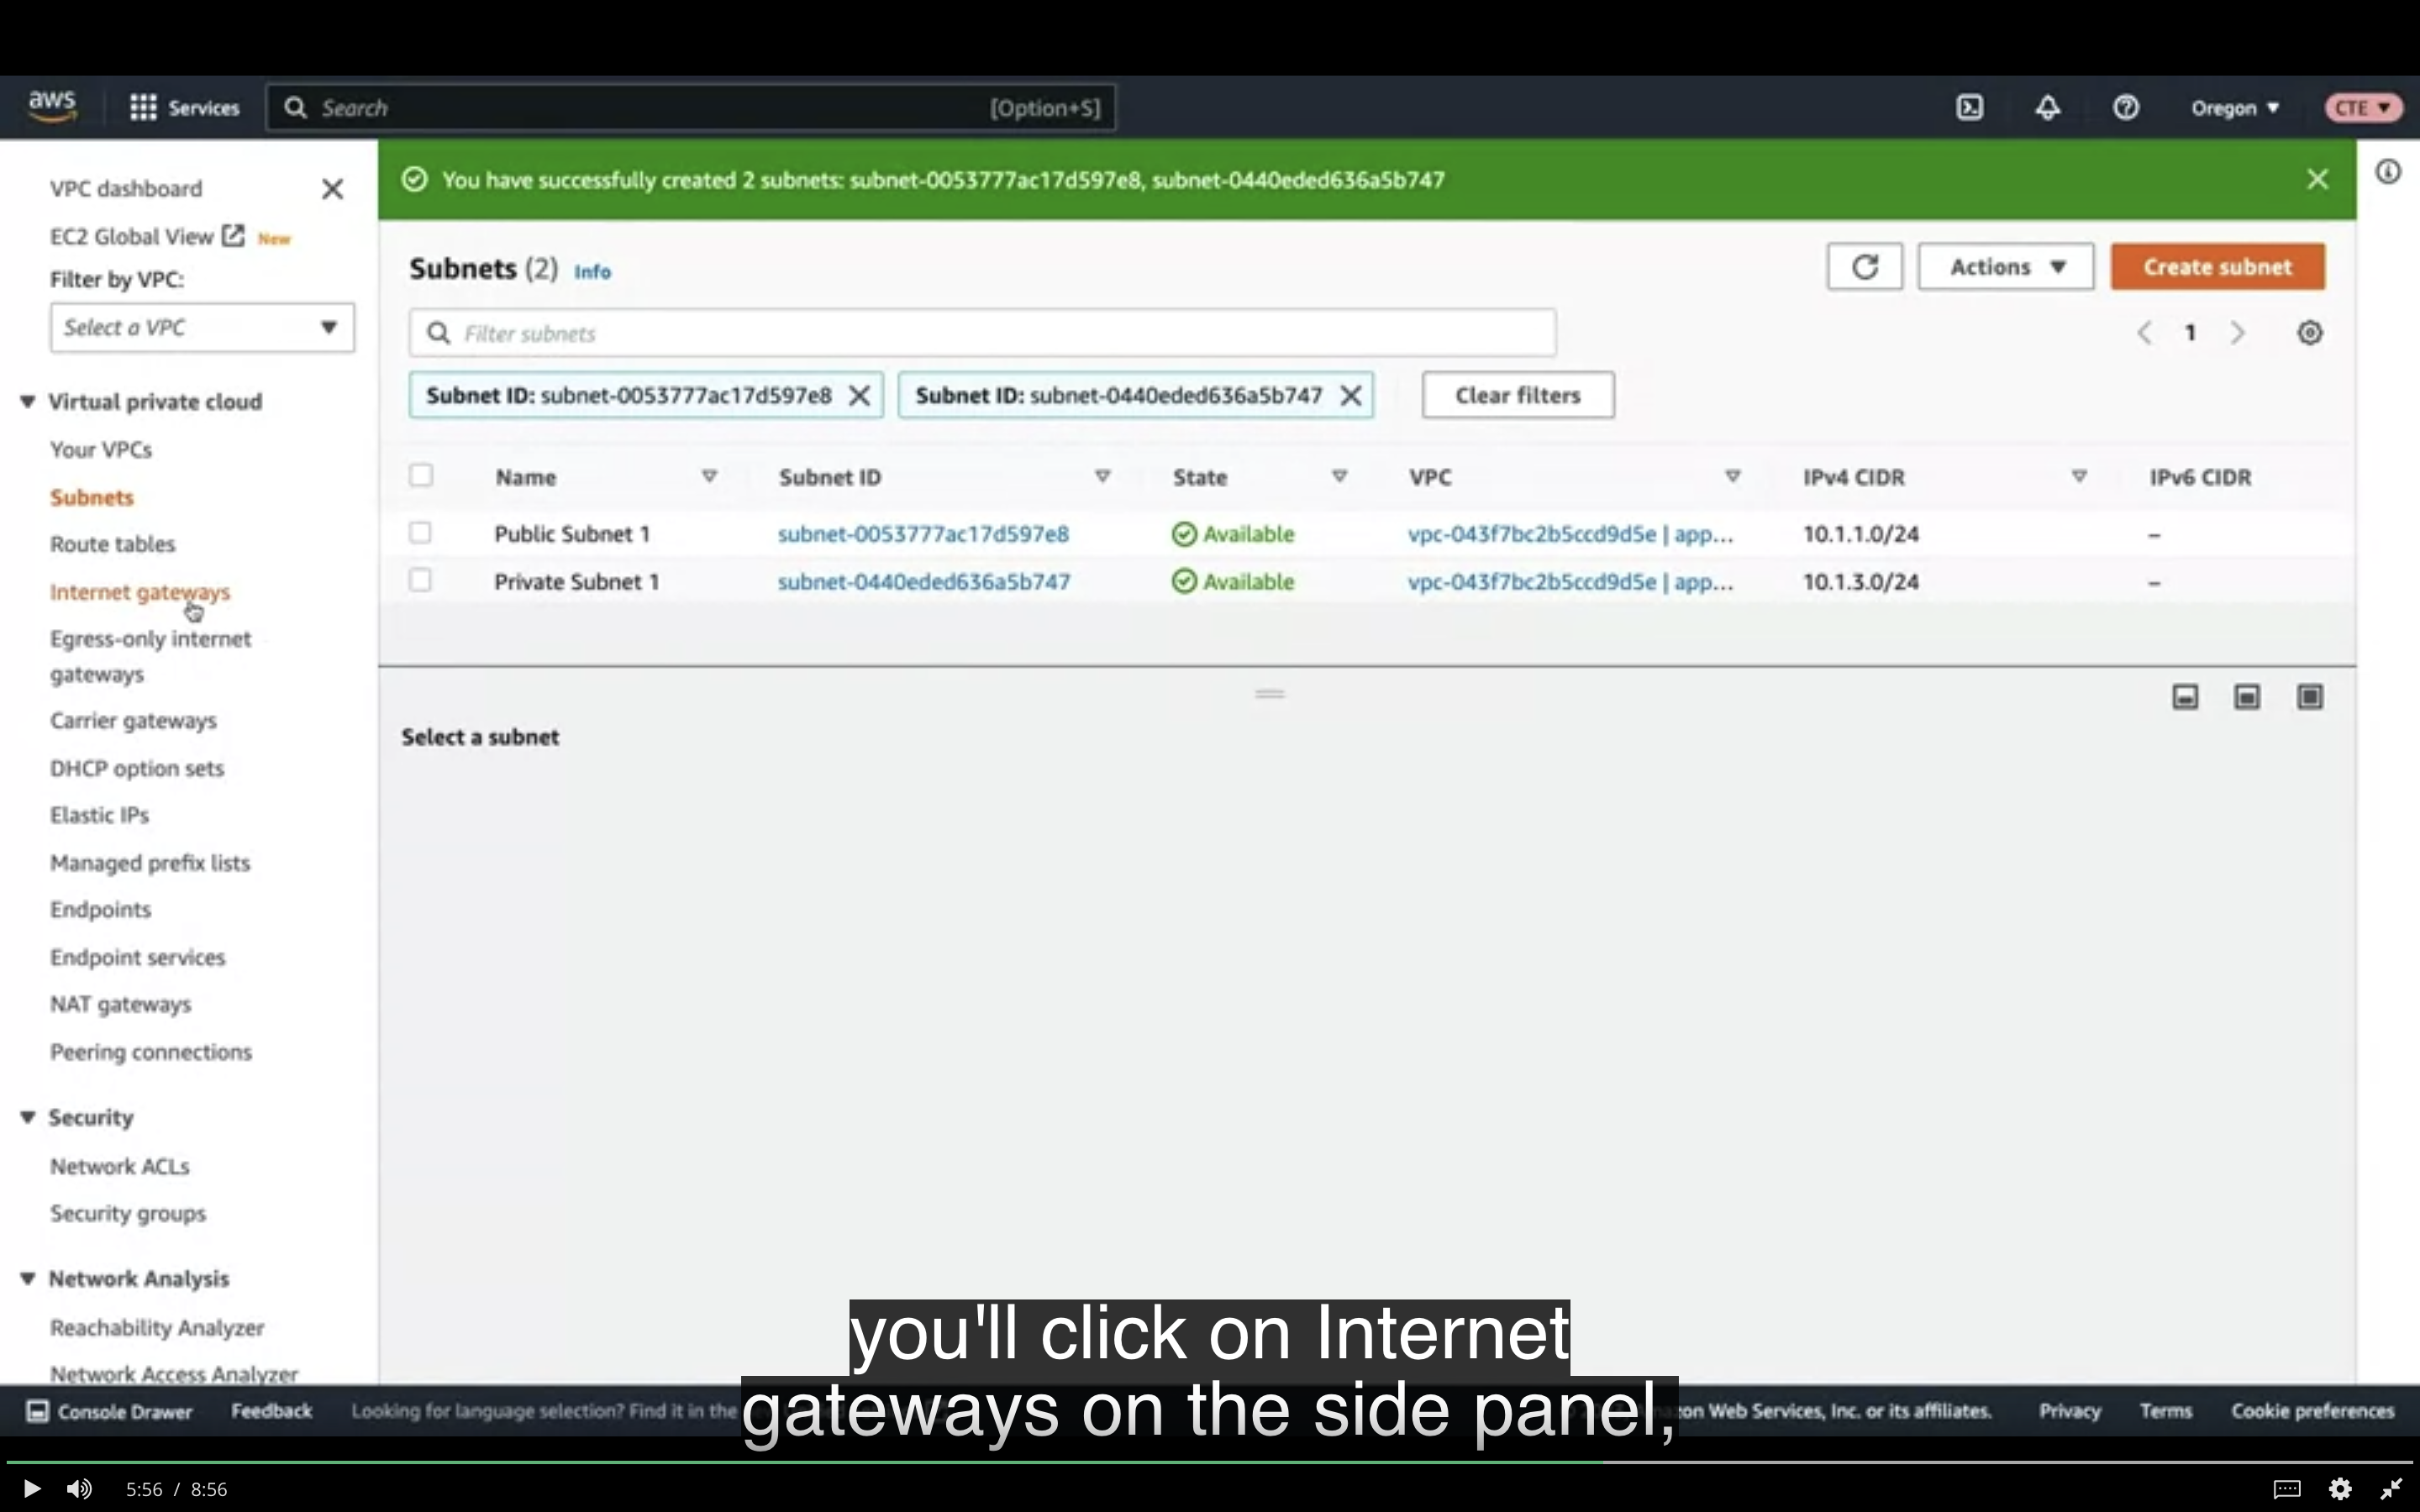 aws
Services
Search
[Option+S]
Oregon
CTE
VPC dashboard
EC2 Global View New
Filter by VPC:
Select a VPC
Virtual private cloud
Your VPCs
Subnets
Route tables
Internet gateways
Egress-only internet
gateways
Carrier gateways
DHCP option sets
Elastic IPs
Managed prefix lists
Endpoints
Endpoint services
NAT gateways
Peering connections
Security
Network ACLs
Security groups
Network Analysis
Reachability Analyzer
Network Access Analyzer
You have successfully created 2 subnets: subnet-0053777ac17d597e8, subnet-0440eded636a5b747
Subnets (2) Info
Actions
Create subnet
Filter subnets
1
Subnet ID: subnet-0053777ac17d597e8
Subnet ID: subnet-0440eded636a5b747
Clear filters
Name Subnet ID State VPC IPv4 CIDR IPv6 CIDR
Public Subnet 1 subnet-0053777ac17d597e8 Available vpc-043f7bc2b5ccd9d5e | app... 10.1.1.0/24 –
Private Subnet 1 subnet-0440eded636a5b747 Available vpc-043f7bc2b5ccd9d5e | app... 10.1.3.0/24 –
Select a subnet
you'll click on Internet
gateways on the side panel,
Console Drawer Feedback Looking for language selection? Find it in the
zon Web Services, Inc. or its affiliates. Privacy Terms Cookie preferences
5:56 / 8:56